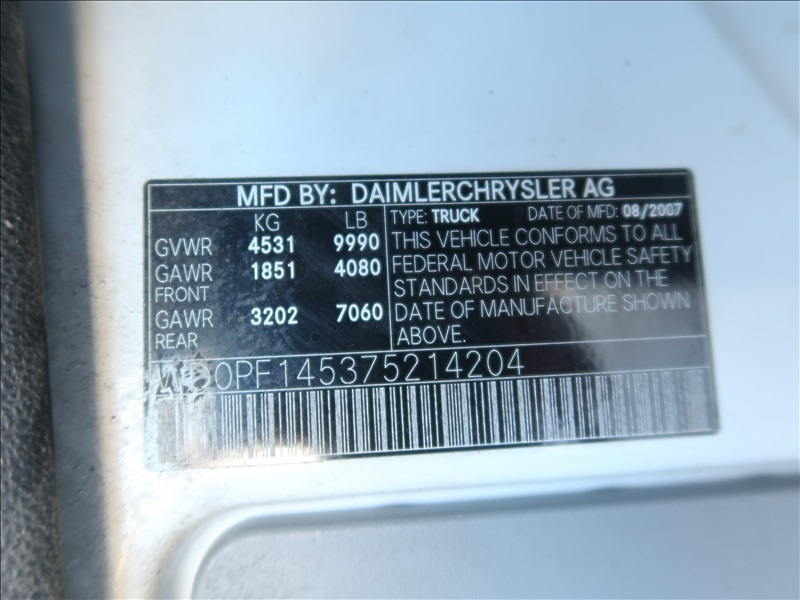 MFD BY: DAIMLERCHRYSLER AG
KG LB
GVWR 4531 9990
GAWR 1851 4080
FRONT
GAWR 3202 7060
REAR
TYPE: TRUCK DATE OF MFD: 08/2007
THIS VEHICLE CONFORMS TO ALL
FEDERAL MOTOR VEHICLE SAFETY
STANDARDS IN EFFECT ON THE
DATE OF MANUFACTURE SHOWN
ABOVE.
WD0PF145375214204